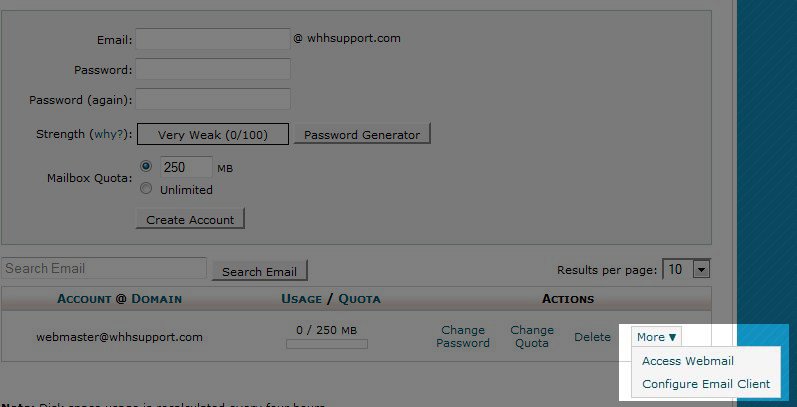 Email: @ whhsupport.com
Password:
Password (again):
Strength (why?): Very Weak (0/100) Password Generator
Mailbox Quota: 250 MB
Unlimited
Create Account
Search Email Search Email Results per page: 10
ACCOUNT @ DOMAIN USAGE / QUOTA ACTIONS
webmaster@whhsupport.com 0 / 250 MB Change Password Change Quota Delete More ▼
Access Webmail
Configure Email Client
Note: Disk space usage is recalculated every four hours